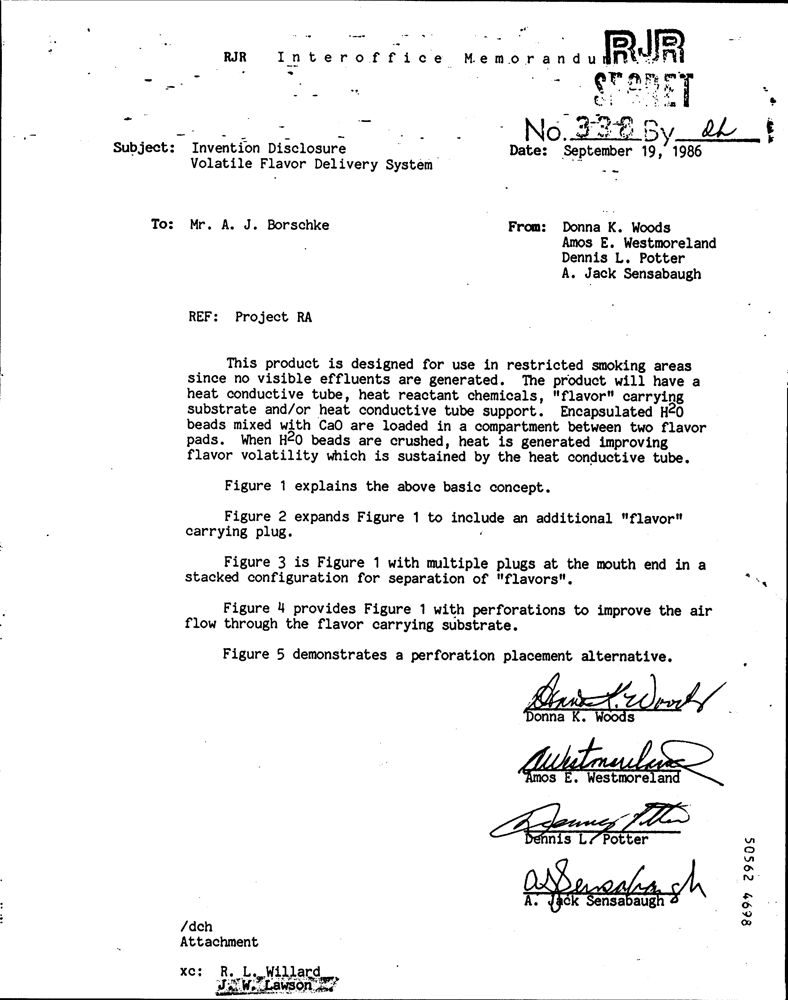 RJR Interoffice Memorandum
RJR
SECRET
No. 338 By dh
Subject: Invention Disclosure
Volatile Flavor Delivery System
Date: September 19, 1986
To: Mr. A. J. Borschke
From: Donna K. Woods
Amos E. Westmoreland
Dennis L. Potter
A. Jack Sensabaugh
REF: Project RA
This product is designed for use in restricted smoking areas
since no visible effluents are generated. The product will have a
heat conductive tube, heat reactant chemicals, "flavor" carrying
substrate and/or heat conductive tube support. Encapsulated H2O
beads mixed with CaO are loaded in a compartment between two flavor
pads. When H2O beads are crushed, heat is generated improving
flavor volatility which is sustained by the heat conductive tube.
Figure 1 explains the above basic concept.
Figure 2 expands Figure 1 to include an additional "flavor"
carrying plug.
Figure 3 is Figure 1 with multiple plugs at the mouth end in a
stacked configuration for separation of "flavors".
Figure 4 provides Figure 1 with perforations to improve the air
flow through the flavor carrying substrate.
Figure 5 demonstrates a perforation placement alternative.
Donna K. Woods
Donna K. Woods
AWestmoreland
Amos E. Westmoreland
Dennis Potter
Dennis L. Potter
AJSensabaugh
A. Jack Sensabaugh
/dch
Attachment
xc: R. L. Willard
J. W. Lawson
50562 4698